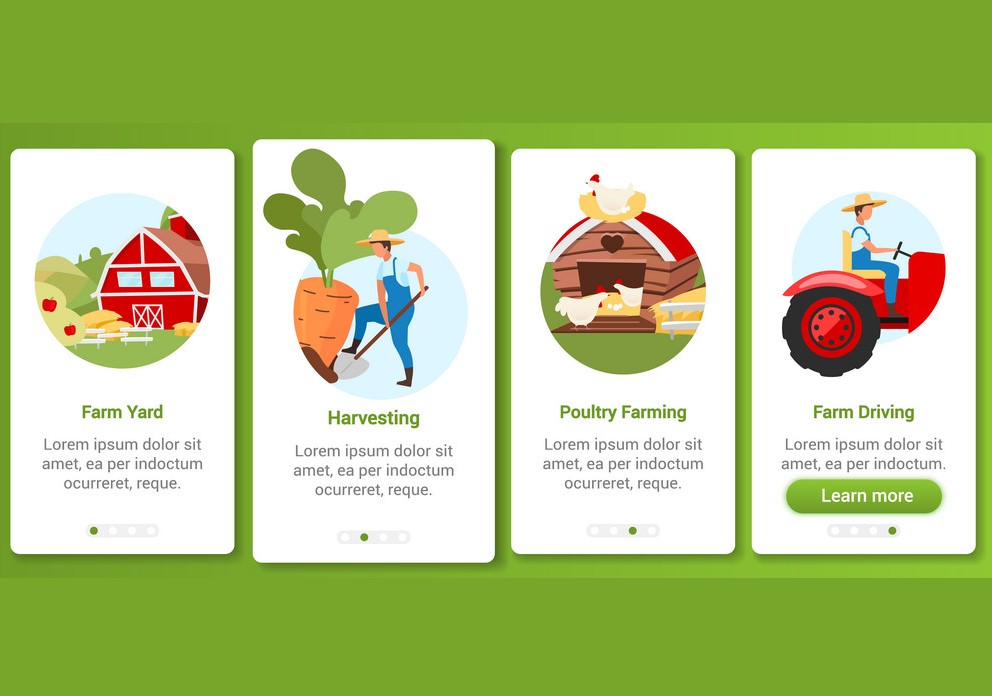 Farm Yard
Lorem ipsum dolor sit
amet, ea per indoctum
ocurreret, reque.
Harvesting
Lorem ipsum dolor sit
amet, ea per indoctum
ocurreret, reque.
Poultry Farming
Lorem ipsum dolor sit
amet, ea per indoctum
ocurreret, reque.
Farm Driving
Lorem ipsum dolor sit
amet, ea per indoctum.
Learn more